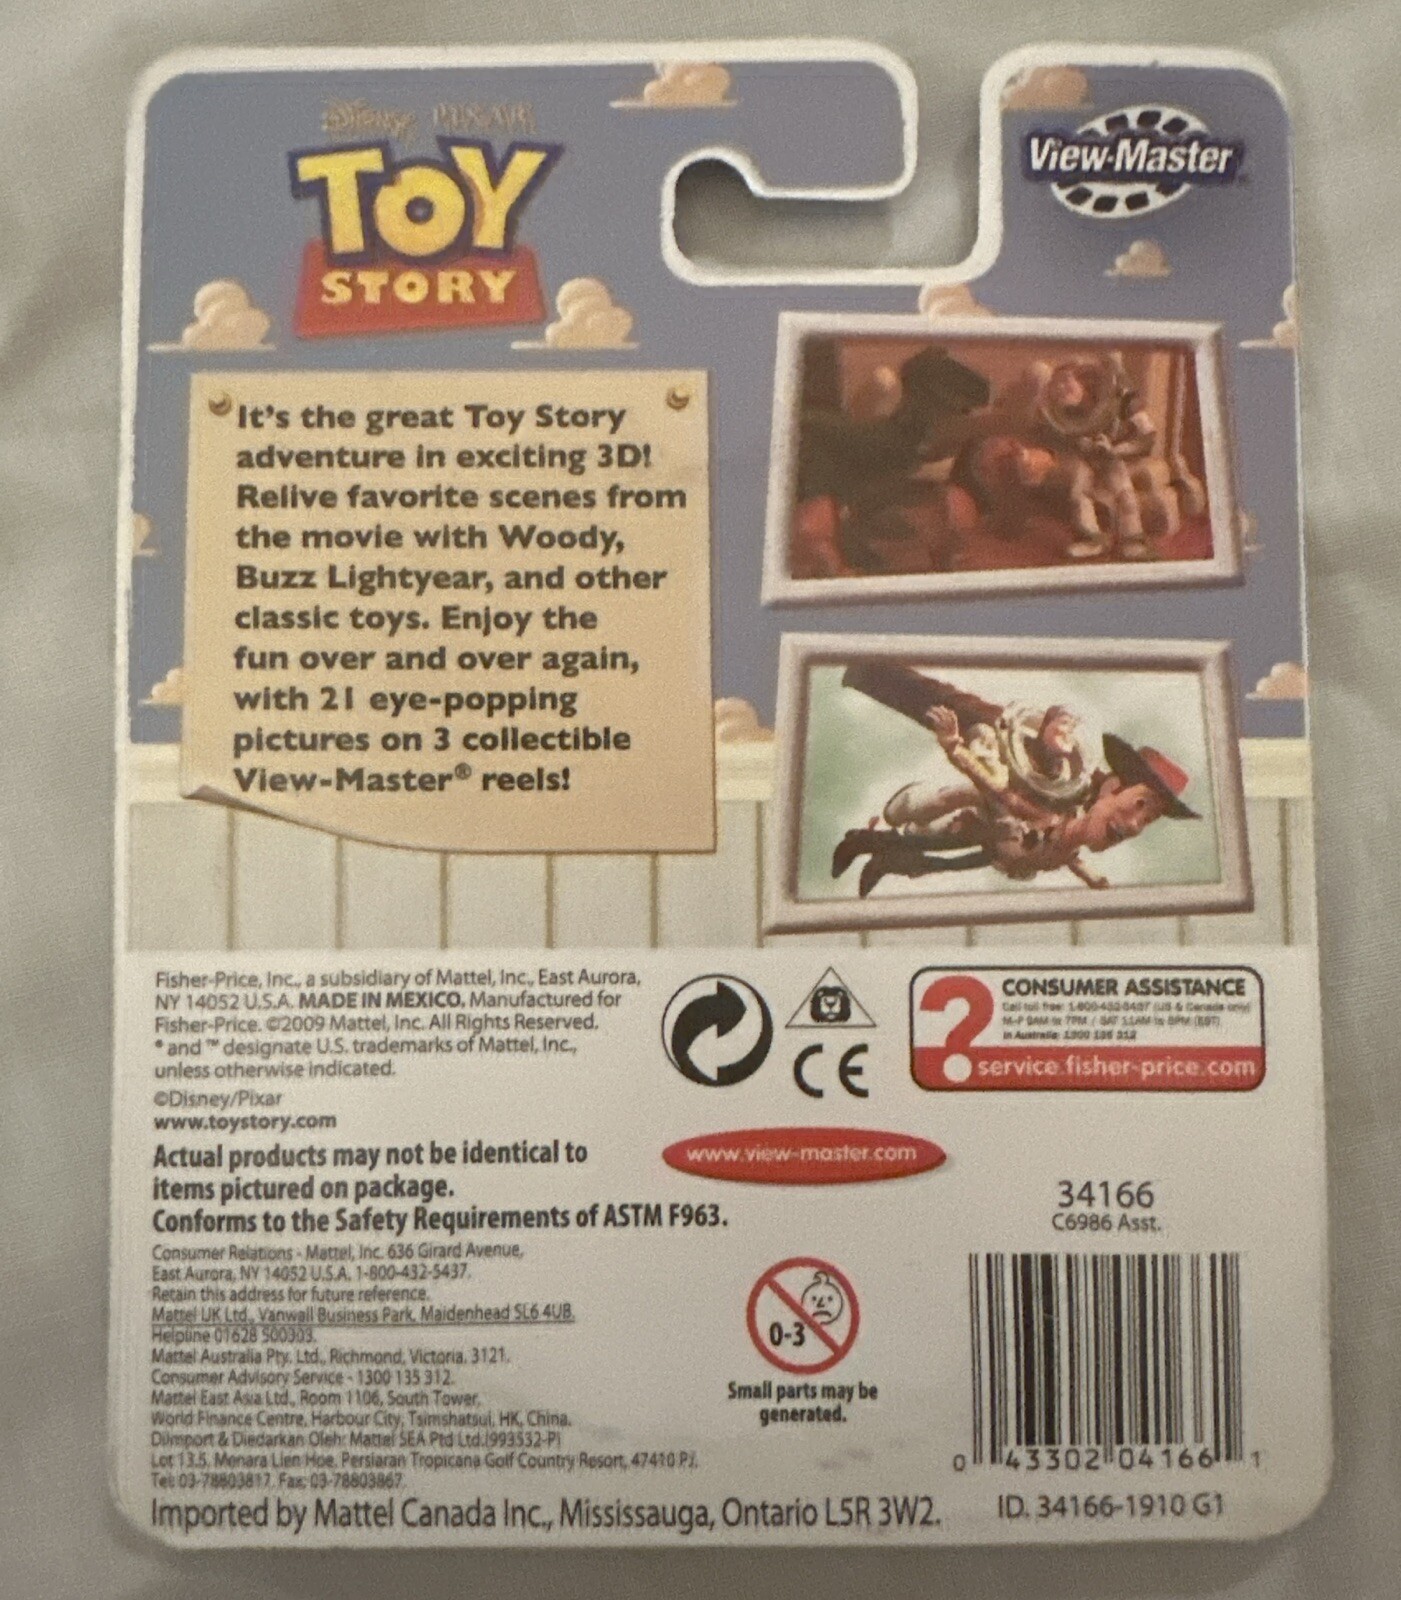 Disney PIXAR
TOY
STORY
View-Master
It's the great Toy Story
adventure in exciting 3D!
Relive favorite scenes from
the movie with Woody,
Buzz Lightyear, and other
classic toys. Enjoy the
fun over and over again,
with 21 eye-popping
pictures on 3 collectible
View-Master® reels!
Fisher-Price, Inc., a subsidiary of Mattel, Inc., East Aurora,
NY 14052 U.S.A. MADE IN MEXICO. Manufactured for
Fisher-Price. ©2009 Mattel, Inc. All Rights Reserved.
® and ™ designate U.S. trademarks of Mattel, Inc.,
unless otherwise indicated.
©Disney/Pixar
www.toystory.com
Actual products may not be identical to
items pictured on package.
Conforms to the Safety Requirements of ASTM F963.
Consumer Relations - Mattel, Inc. 636 Girard Avenue,
East Aurora, NY 14052 U.S.A. 1-800-432-5437.
Retain this address for future reference.
Mattel UK Ltd., Vanwall Business Park, Maidenhead SL6 4UB.
Helpline 01628 500303.
Mattel Australia Pty. Ltd., Richmond, Victoria. 3121.
Consumer Advisory Service - 1300 135 312.
Mattel East Asia Ltd., Room 1106, South Tower,
World Finance Centre, Harbour City, Tsimshatsui, HK, China.
Diimport & Diedarkan Oleh: Mattel SEA Ptd Ltd.(993532-P)
Lot 13.5, Menara Lien Hoe, Persiaran Tropicana Golf Country Resort, 47410 PJ.
Tel: 03-78803817, Fax: 03-78803867.
Imported by Mattel Canada Inc., Mississauga, Ontario L5R 3W2.
CE
?
CONSUMER ASSISTANCE
Call toll free: 1-800-432-5437 (US & Canada only)
service.fisher-price.com
www.view-master.com
34166
C6986 Asst.
0-3
Small parts may be
generated.
0 43302 04166 1
ID. 34166-1910 G1